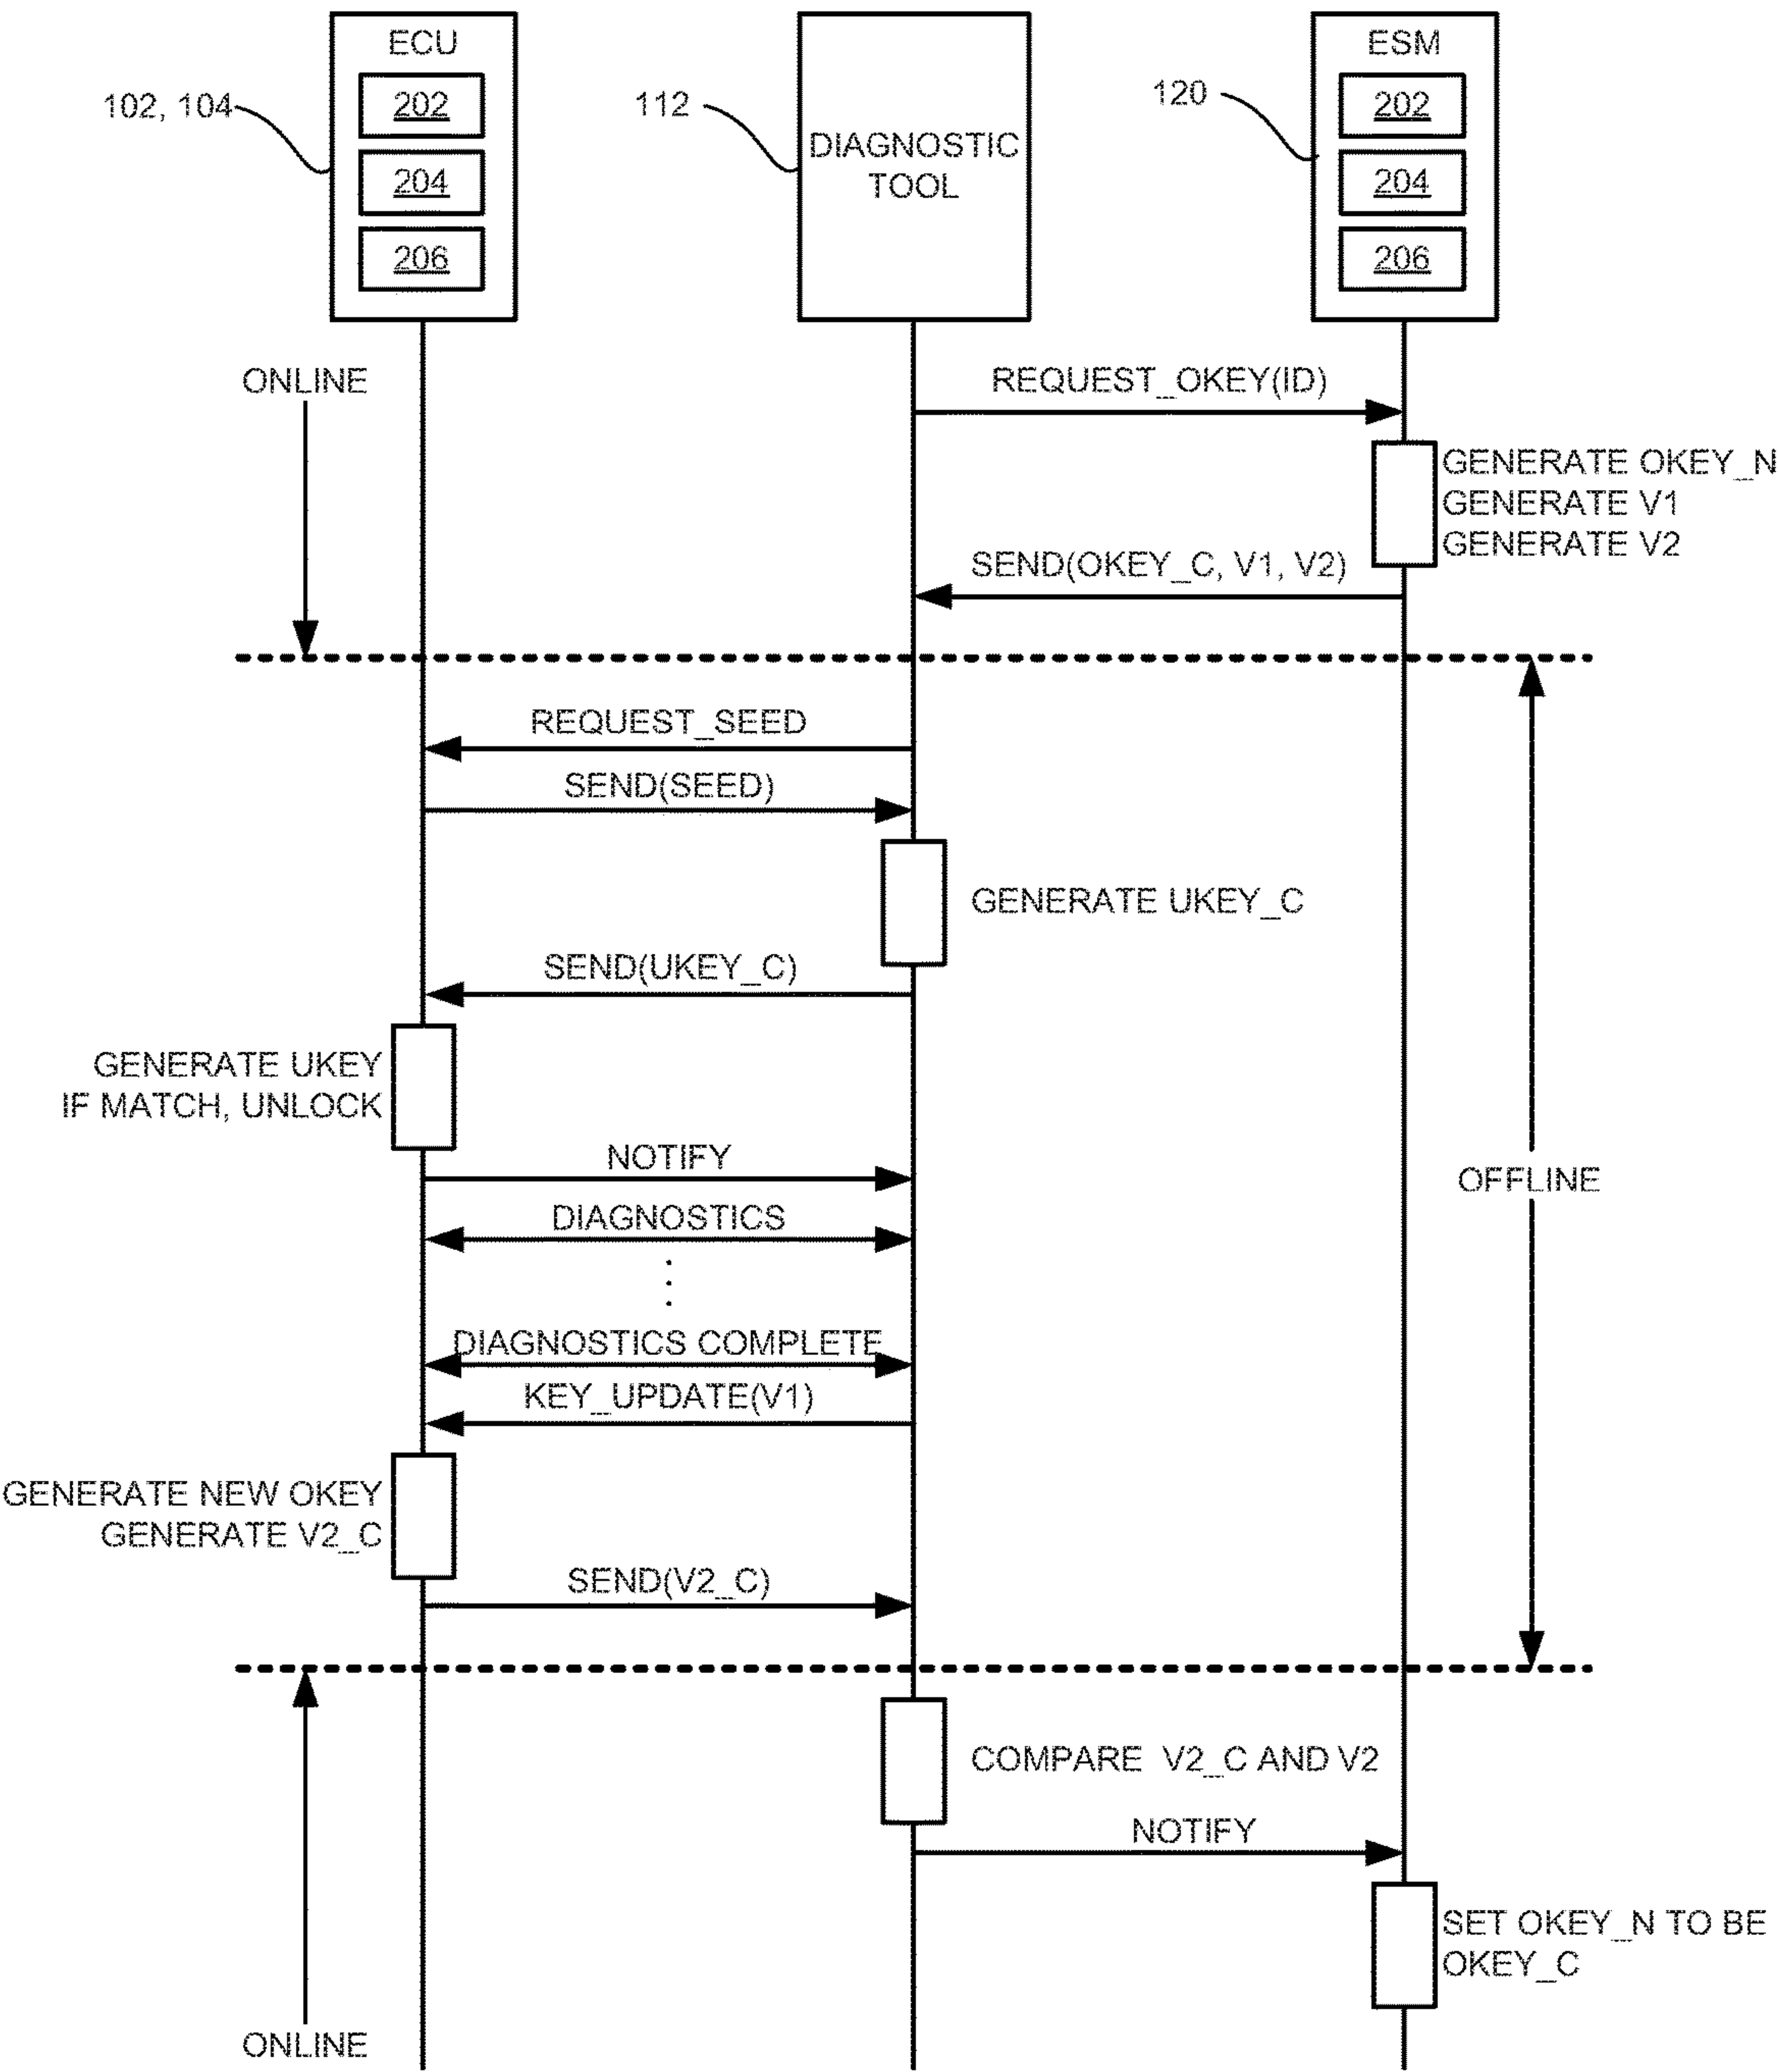 ECU
202
204
206
102, 104
112
DIAGNOSTIC
TOOL
120
ESM
202
204
206
ONLINE
REQUEST_OKEY(ID)
GENERATE OKEY_N
GENERATE V1
GENERATE V2
SEND(OKEY_C, V1, V2)
REQUEST_SEED
SEND(SEED)
GENERATE UKEY_C
SEND(UKEY_C)
GENERATE UKEY
IF MATCH, UNLOCK
NOTIFY
OFFLINE
DIAGNOSTICS
DIAGNOSTICS COMPLETE
KEY_UPDATE(V1)
GENERATE NEW OKEY
GENERATE V2_C
SEND(V2_C)
COMPARE V2_C AND V2
NOTIFY
SET OKEY_N TO BE
OKEY_C
ONLINE